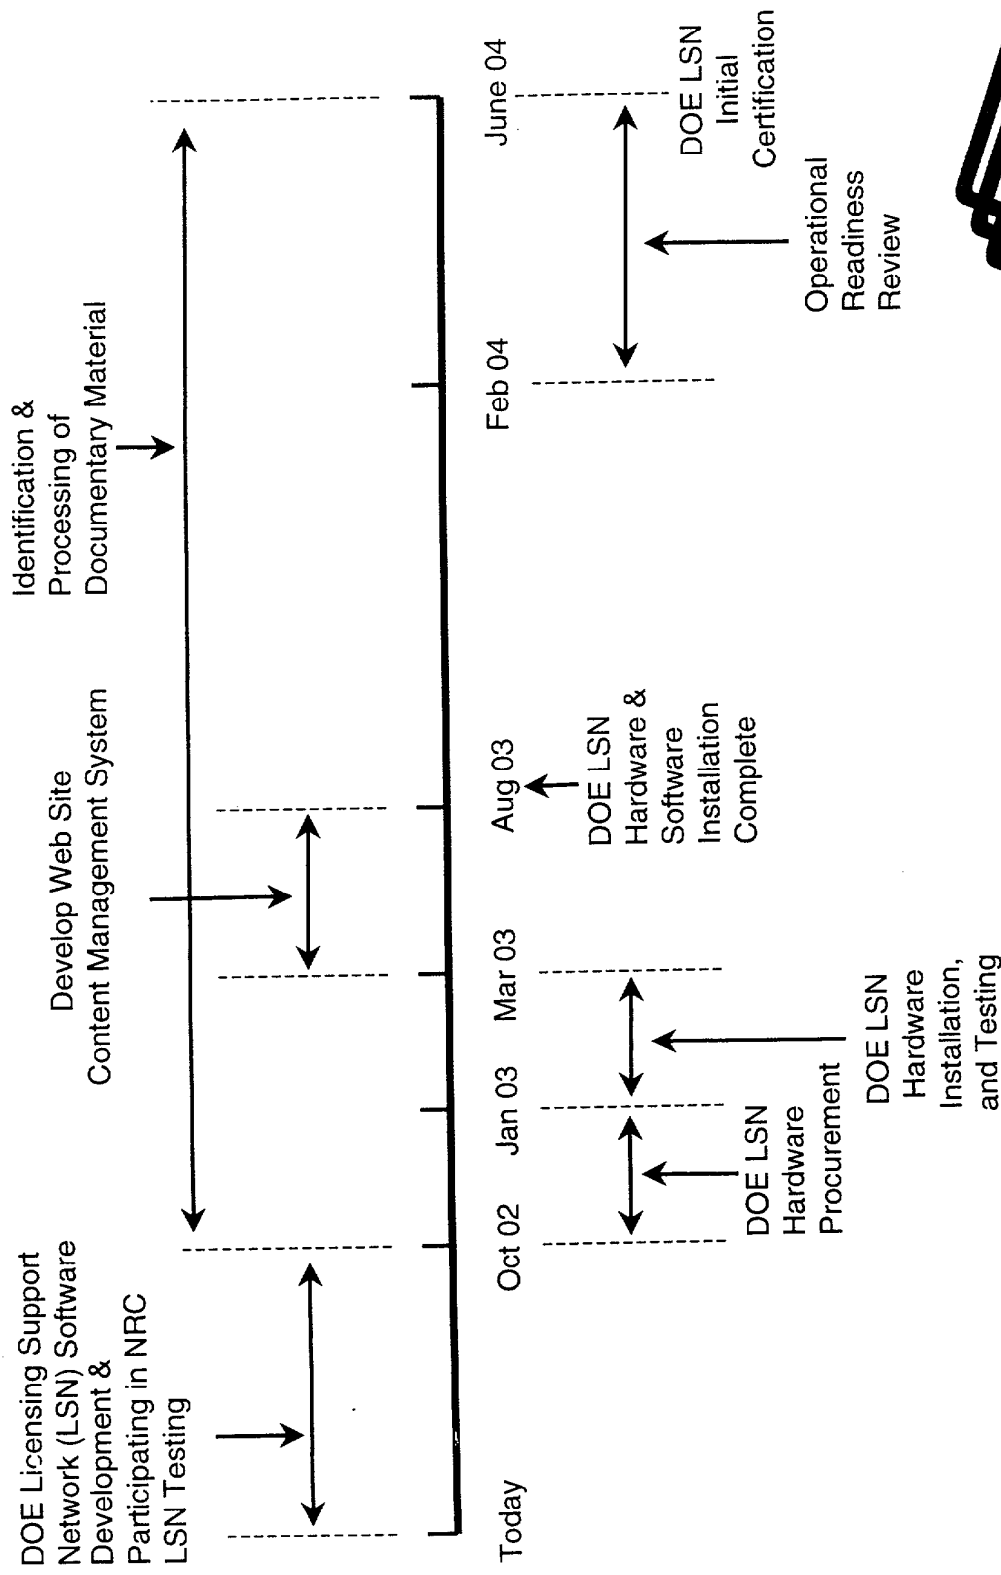 DOE Licensing Support
Network (LSN) Software
Development &
Participating in NRC
LSN Testing
Develop Web Site
Content Management System
Identification &
Processing of
Documentary Material
Today
Oct 02
Jan 03
Mar 03
Aug 03
Feb 04
June 04
DOE LSN
Hardware
Procurement
DOE LSN
Hardware
Installation,
and Testing
DOE LSN
Hardware &
Software
Installation
Complete
Operational
Readiness
Review
DOE LSN
Initial
Certification